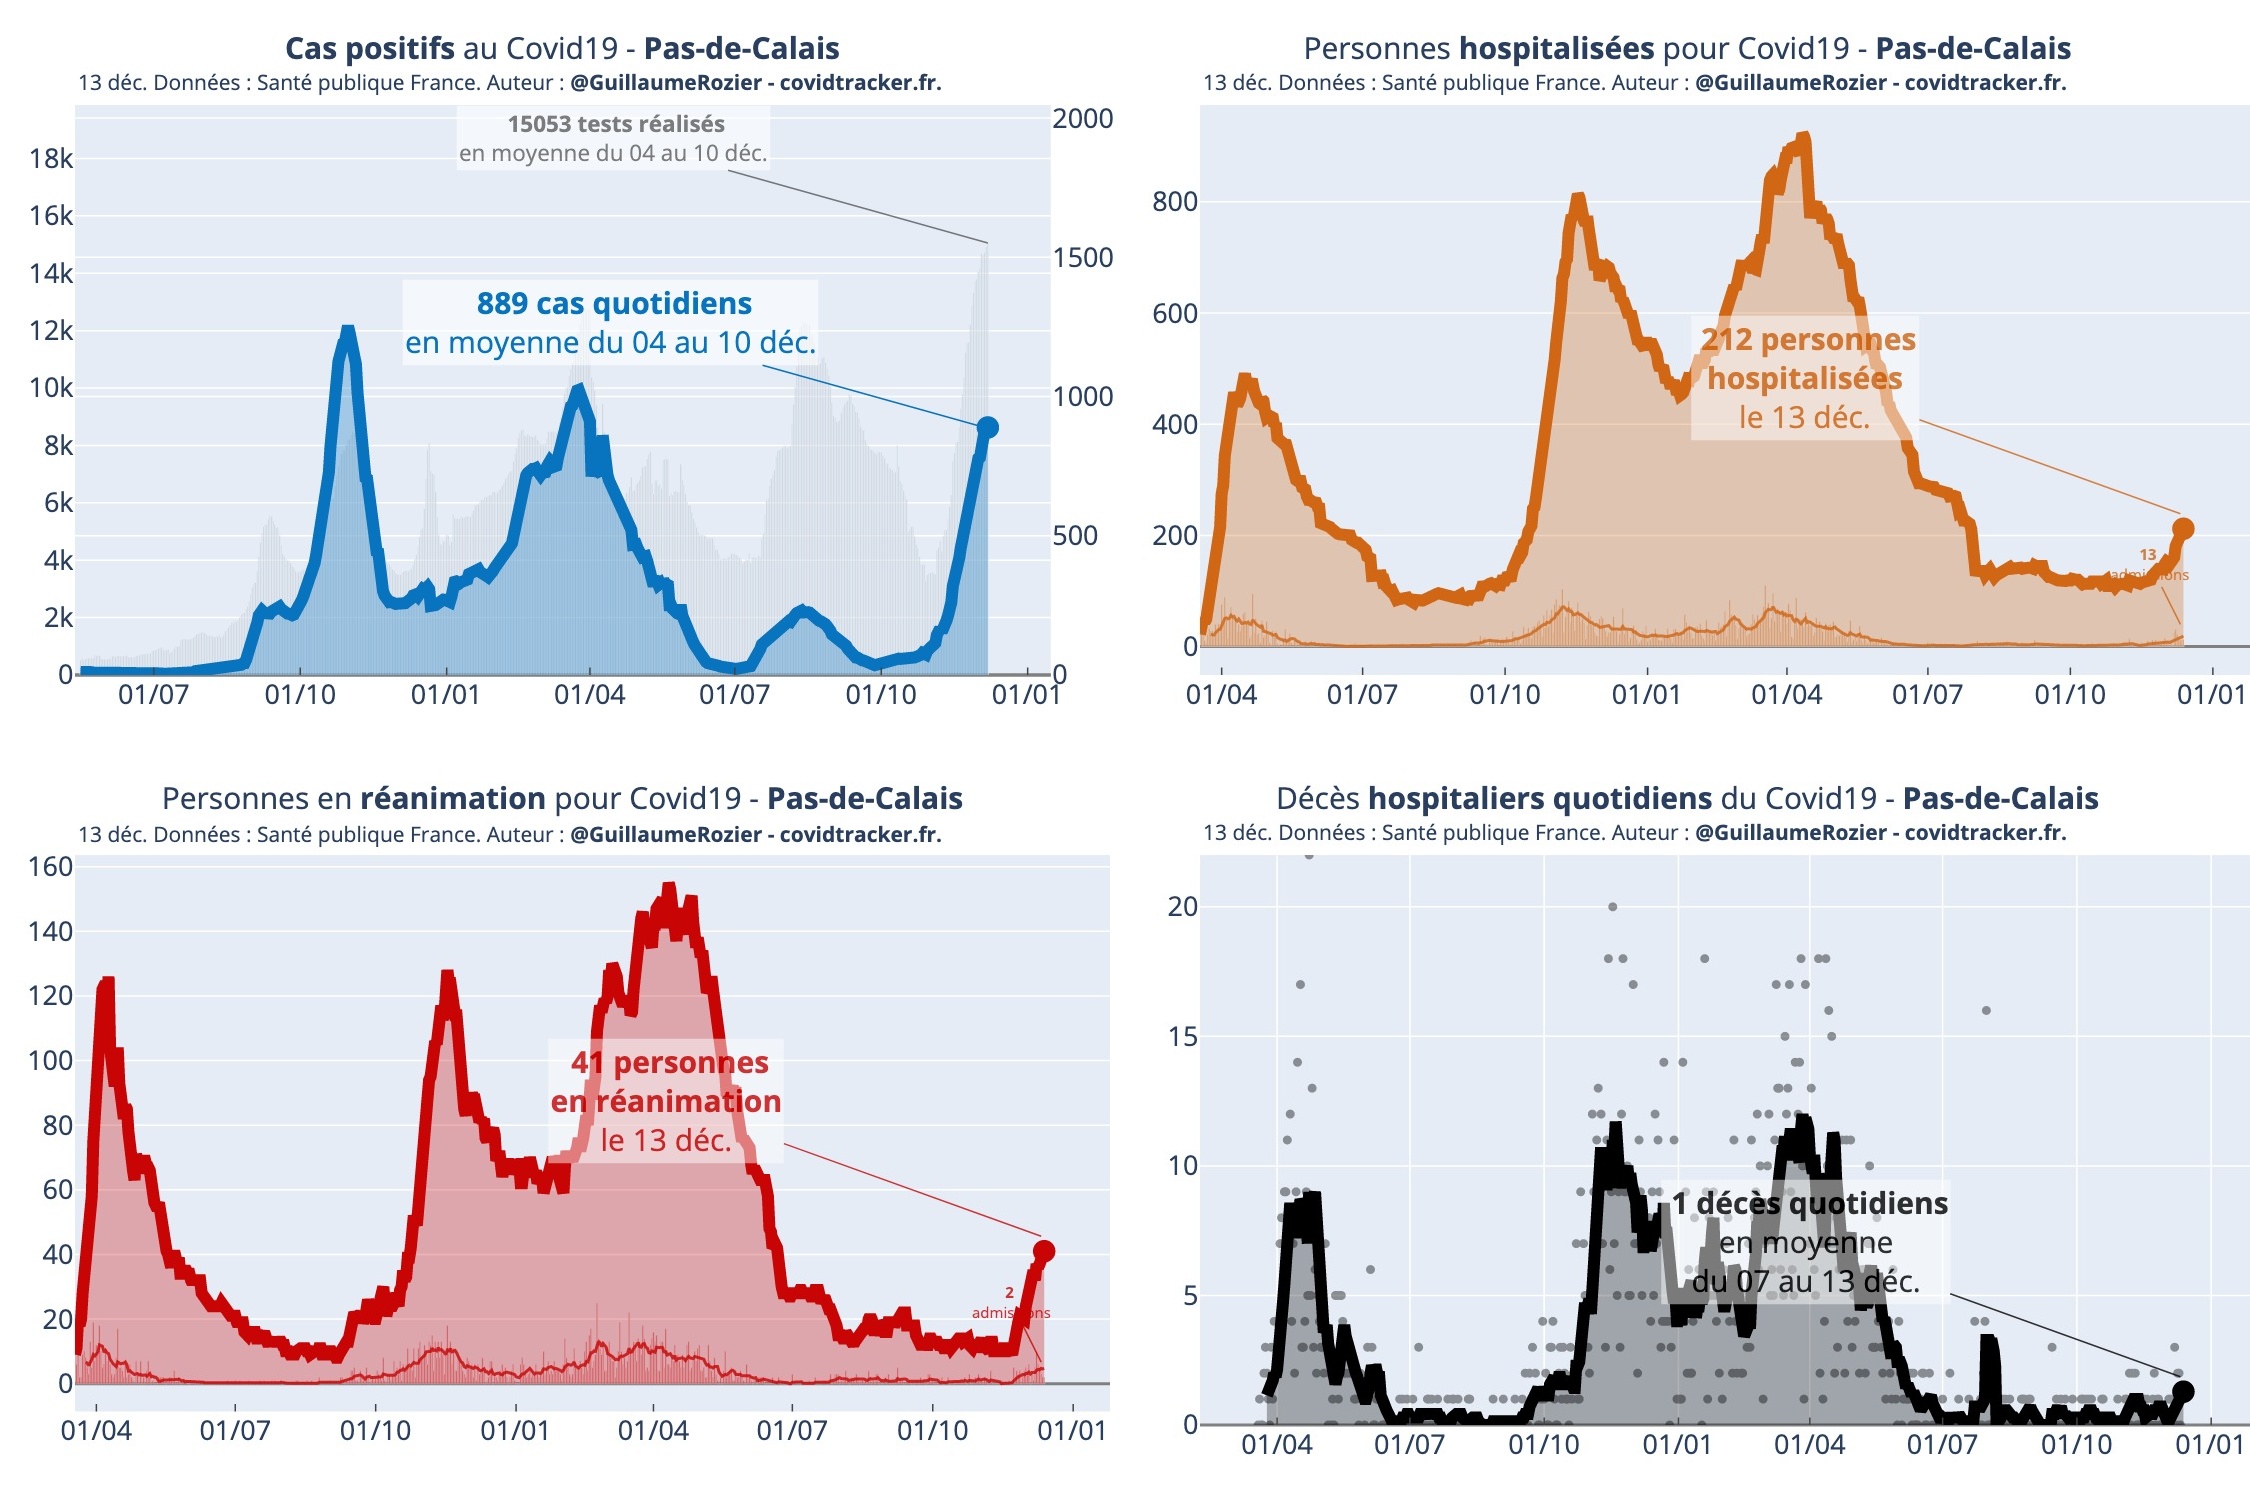 Cas positifs au Covid19 - Pas-de-Calais
13 déc. Données : Santé publique France. Auteur : @GuillaumeRozier - covidtracker.fr.
15053 tests réalisés
en moyenne du 04 au 10 déc.
889 cas quotidiens
en moyenne du 04 au 10 déc.
18k
16k
14k
12k
10k
8k
6k
4k
2k
0
2000
1500
1000
500
0
01/07 01/10 01/01 01/04 01/07 01/10 01/01
Personnes hospitalisées pour Covid19 - Pas-de-Calais
13 déc. Données : Santé publique France. Auteur : @GuillaumeRozier - covidtracker.fr.
800
600
400
200
0
212 personnes
hospitalisées
le 13 déc.
13
admissions
01/04 01/07 01/10 01/01 01/04 01/07 01/10 01/01
Personnes en réanimation pour Covid19 - Pas-de-Calais
13 déc. Données : Santé publique France. Auteur : @GuillaumeRozier - covidtracker.fr.
160
140
120
100
80
60
40
20
0
41 personnes
en réanimation
le 13 déc.
2
admissions
01/04 01/07 01/10 01/01 01/04 01/07 01/10 01/01
Décès hospitaliers quotidiens du Covid19 - Pas-de-Calais
13 déc. Données : Santé publique France. Auteur : @GuillaumeRozier - covidtracker.fr.
20
15
10
5
0
1 décès quotidiens
en moyenne
du 07 au 13 déc.
01/04 01/07 01/10 01/01 01/04 01/07 01/10 01/01